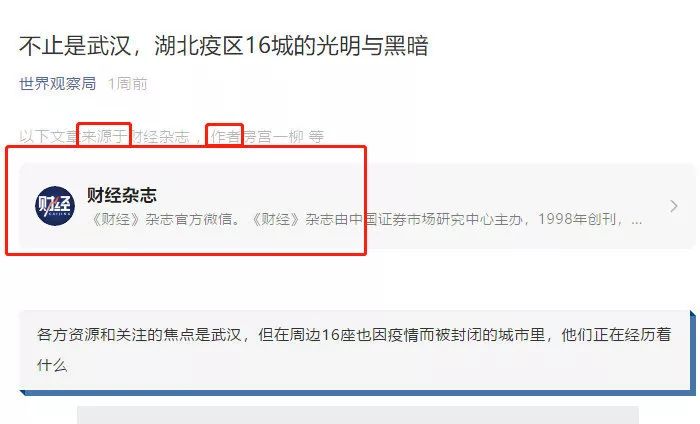 不止是武汉，湖北疫区16城的光明与黑暗
世界观察局 1周前
以下文章来源于财经杂志，作者房宫一柳 等
财经
CAIJING
财经杂志
《财经》杂志官方微信。《财经》杂志由中国证券市场研究中心主办，1998年创刊，...
各方资源和关注的焦点是武汉，但在周边16座也因疫情而被封闭的城市里，他们正在经历着
什么